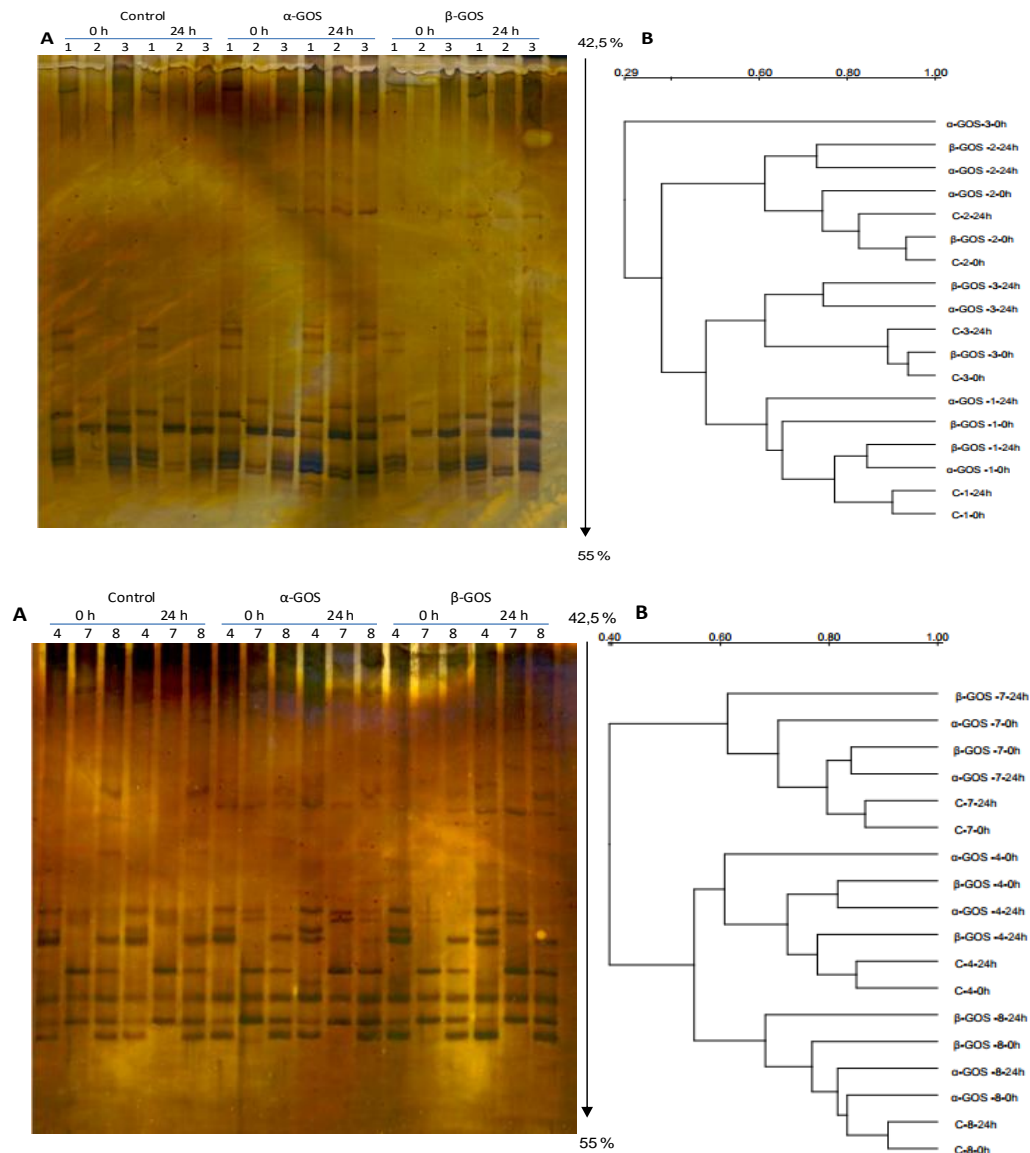 Control α-GOS β-GOS
A 0 h 24 h 0 h 24 h 0 h 24 h 42,5 % B
1 2 3 1 2 3 1 2 3 1 2 3 1 2 3 1 2 3
0.29 0.60 0.80 1.00
α-GOS-3-0h
β-GOS -2-24h
α-GOS -2-24h
α-GOS -2-0h
C-2-24h
β-GOS -2-0h
C-2-0h
β-GOS -3-24h
α-GOS -3-24h
C-3-24h
β-GOS -3-0h
C-3-0h
α-GOS -1-24h
β-GOS -1-0h
β-GOS -1-24h
α-GOS -1-0h
C-1-24h
C-1-0h
55 %
Control α-GOS β-GOS
A 0 h 24 h 0 h 24 h 0 h 24 h 42,5 % B
4 7 8 4 7 8 4 7 8 4 7 8 4 7 8 4 7 8
0.40 0.60 0.80 1.00
β-GOS -7-24h
α-GOS -7-0h
β-GOS -7-0h
α-GOS -7-24h
C-7-24h
C-7-0h
α-GOS -4-0h
β-GOS -4-0h
α-GOS -4-24h
β-GOS -4-24h
C-4-24h
C-4-0h
β-GOS -8-24h
β-GOS -8-0h
α-GOS -8-24h
α-GOS -8-0h
C-8-24h
C-8-0h
55 %